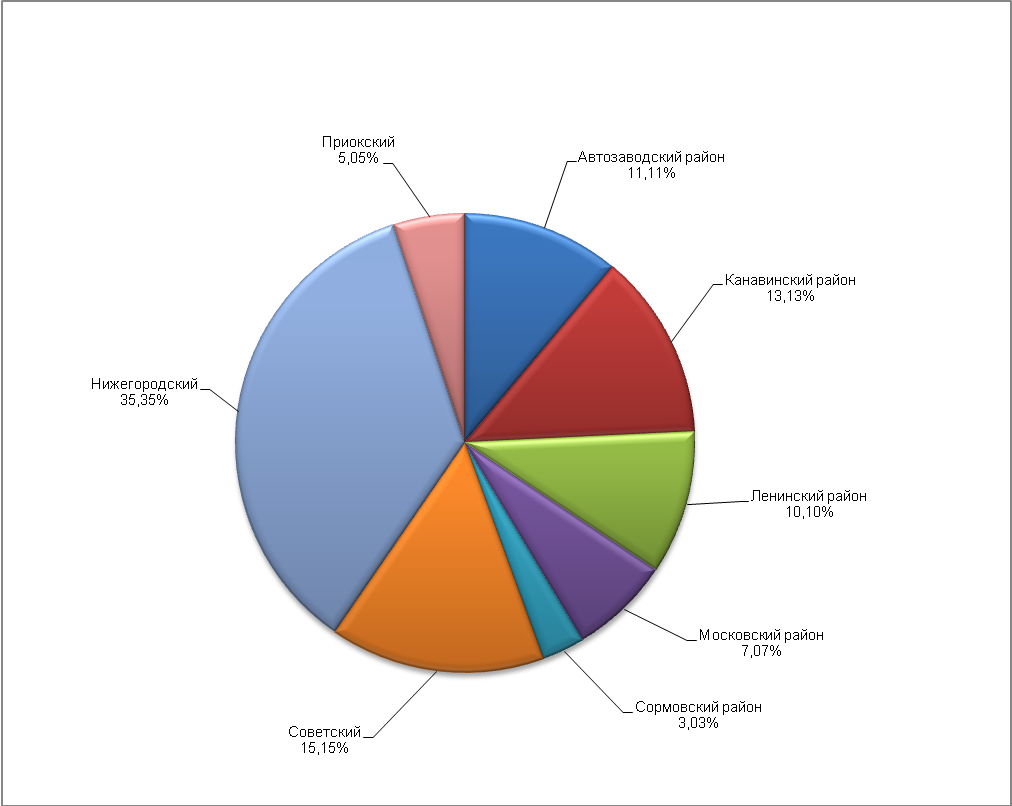 Приокский
5,05%
Автозаводский район
11,11%
Канавинский район
13,13%
Нижегородский
35,35%
Ленинский район
10,10%
Московский район
7,07%
Сормовский район
3,03%
Советский
15,15%